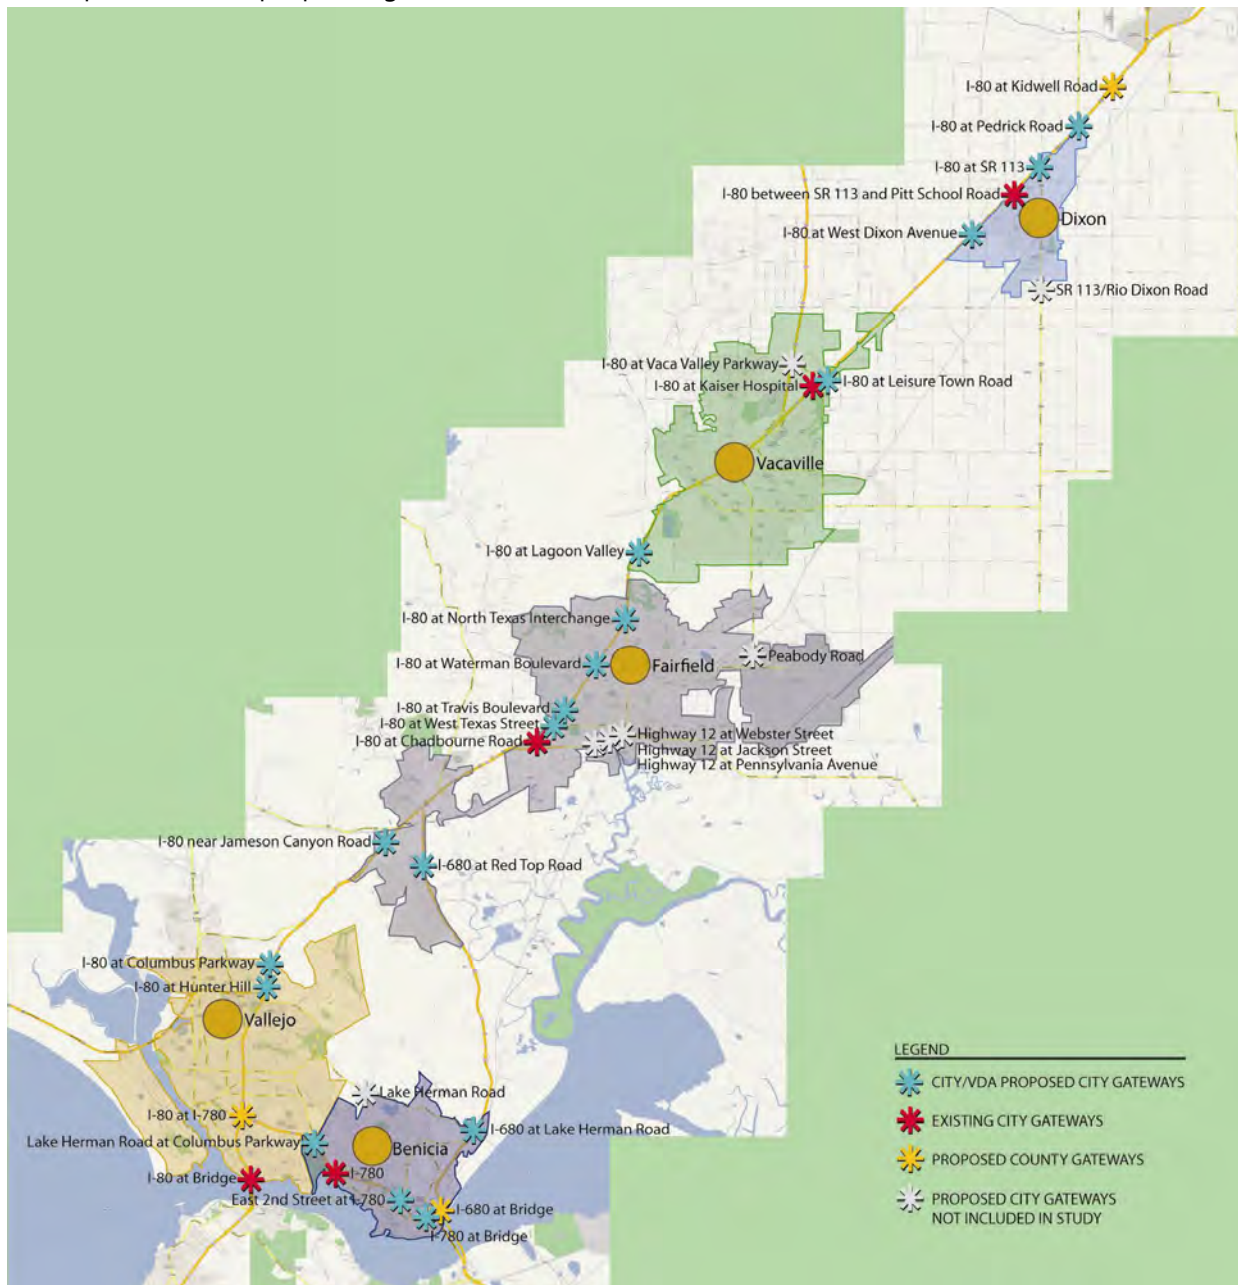 I-80 at Kidwell Road
I-80 at Pedrick Road
I-80 at SR 113
I-80 between SR 113 and Pitt School Road
Dixon
I-80 at West Dixon Avenue
SR 113/Rio Dixon Road
I-80 at Vaca Valley Parkway
I-80 at Kaiser Hospital
I-80 at Leisure Town Road
Vacaville
I-80 at Lagoon Valley
I-80 at North Texas Interchange
I-80 at Waterman Boulevard
Fairfield
Peabody Road
I-80 at Travis Boulevard
I-80 at West Texas Street
I-80 at Chadbourne Road
Highway 12 at Webster Street
Highway 12 at Jackson Street
Highway 12 at Pennsylvania Avenue
I-80 near Jameson Canyon Road
I-680 at Red Top Road
I-80 at Columbus Parkway
I-80 at Hunter Hill
Vallejo
Lake Herman Road
I-80 at I-780
Lake Herman Road at Columbus Parkway
I-680 at Lake Herman Road
Benicia
I-80 at Bridge
I-780
East 2nd Street at I-780
I-680 at Bridge
I-780 at Bridge
LEGEND
CITY/VDA PROPOSED CITY GATEWAYS
EXISTING CITY GATEWAYS
PROPOSED COUNTY GATEWAYS
PROPOSED CITY GATEWAYS
NOT INCLUDED IN STUDY